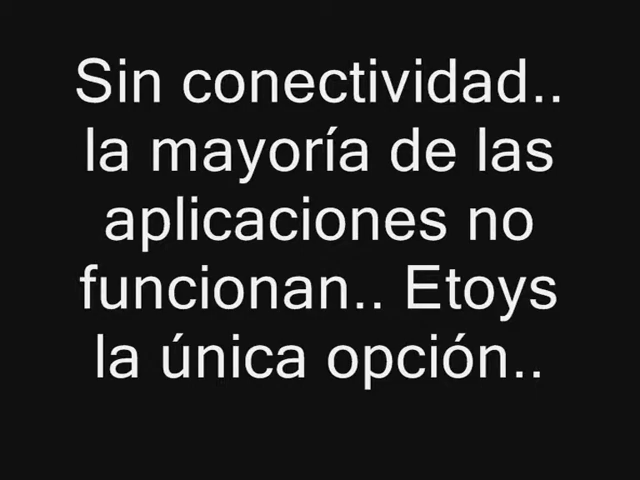 Sin conectividad..
la mayoría de las
aplicaciones no
funcionan.. Etoys
la única opción..